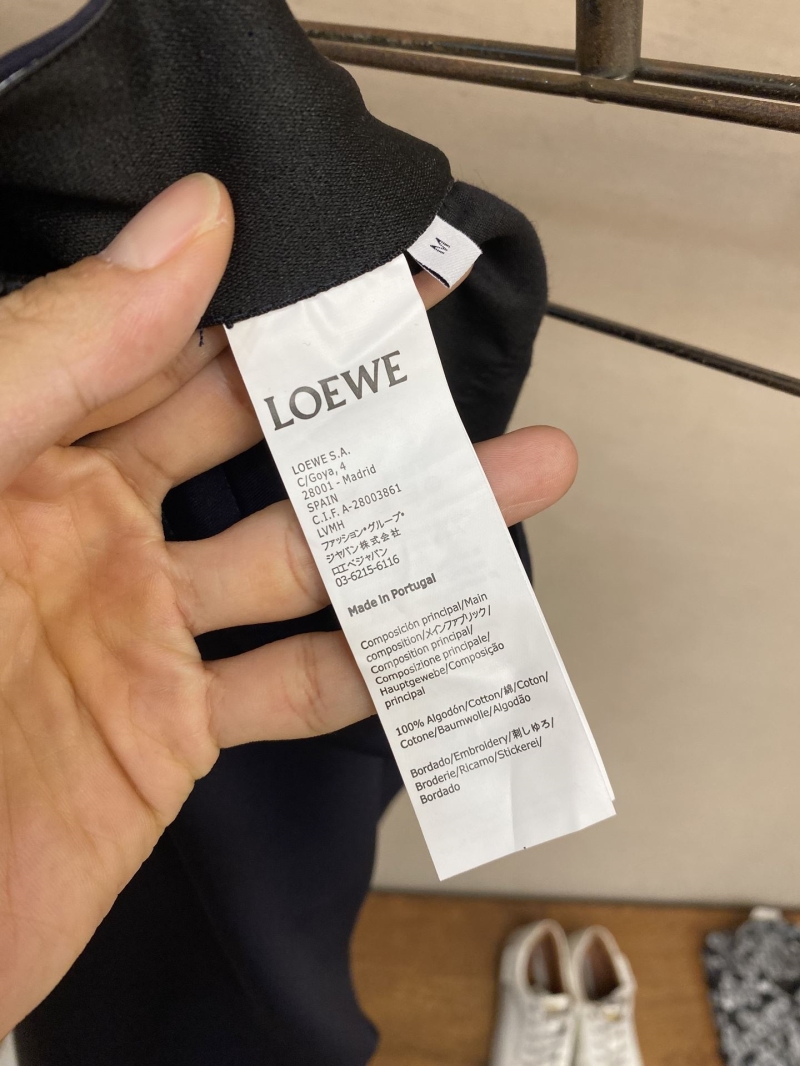 M
LOEWE
LOEWE S.A.
C/Goya, 4
28001 - Madrid
SPAIN
C.I.F. A-28003861
LVMH
ファッション・グループ・
ジャパン株式会社
ロエベジャパン
03-6215-6116
Made in Portugal
Composición principal/Main
composition/メインファブリック/
Composition principal/
Composizione principale/
Hauptgewebe/Composição
principal
100% Algodón/Cotton/綿/Coton/
Cotone/Baumwolle/Algodão
Bordado/Embroidery/刺しゆろ/
Broderie/Ricamo/Stickerei/
Bordado